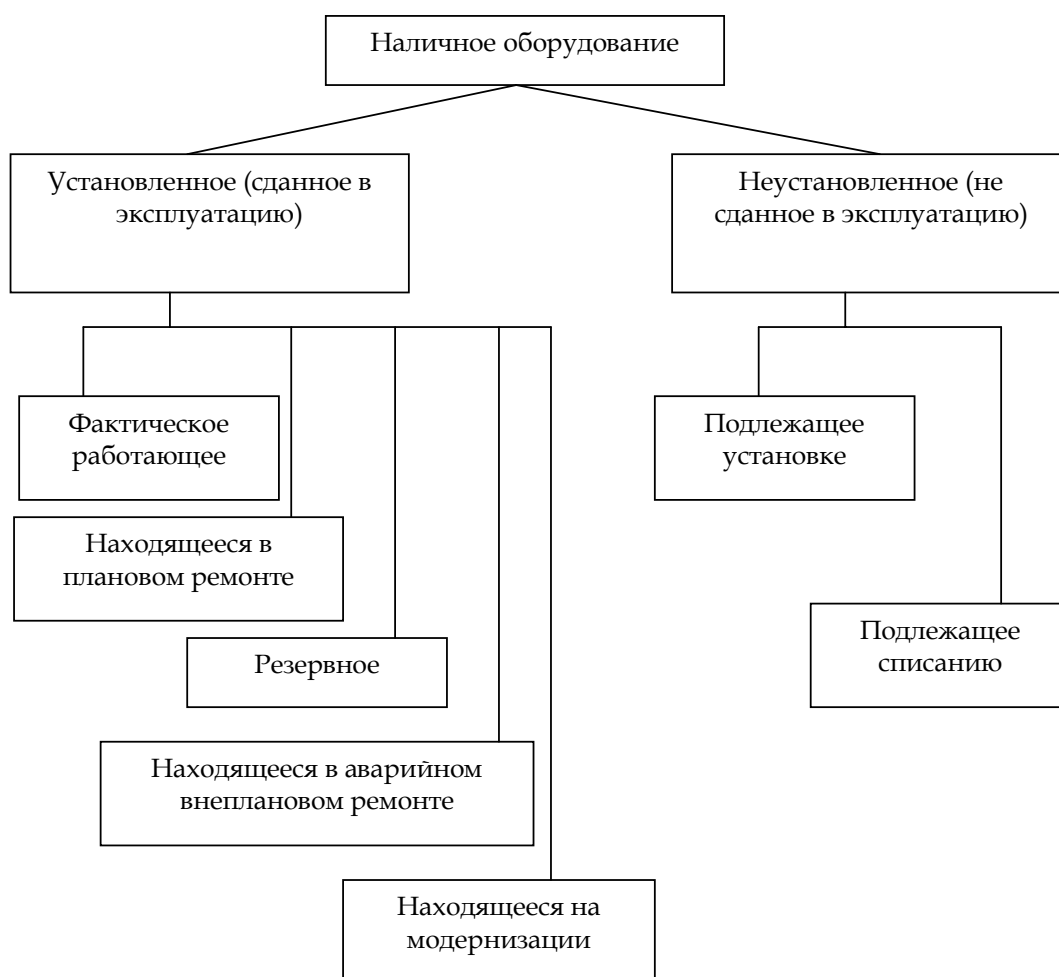 Наличное оборудование
Установленное (сданное в
эксплуатацию)
Неустановленное (не
сданное в эксплуатацию)
Фактическое
работающее
Подлежащее
установке
Находящееся в
плановом ремонте
Подлежащее
списанию
Резервное
Находящееся в аварийном
внеплановом ремонте
Находящееся на
модернизации